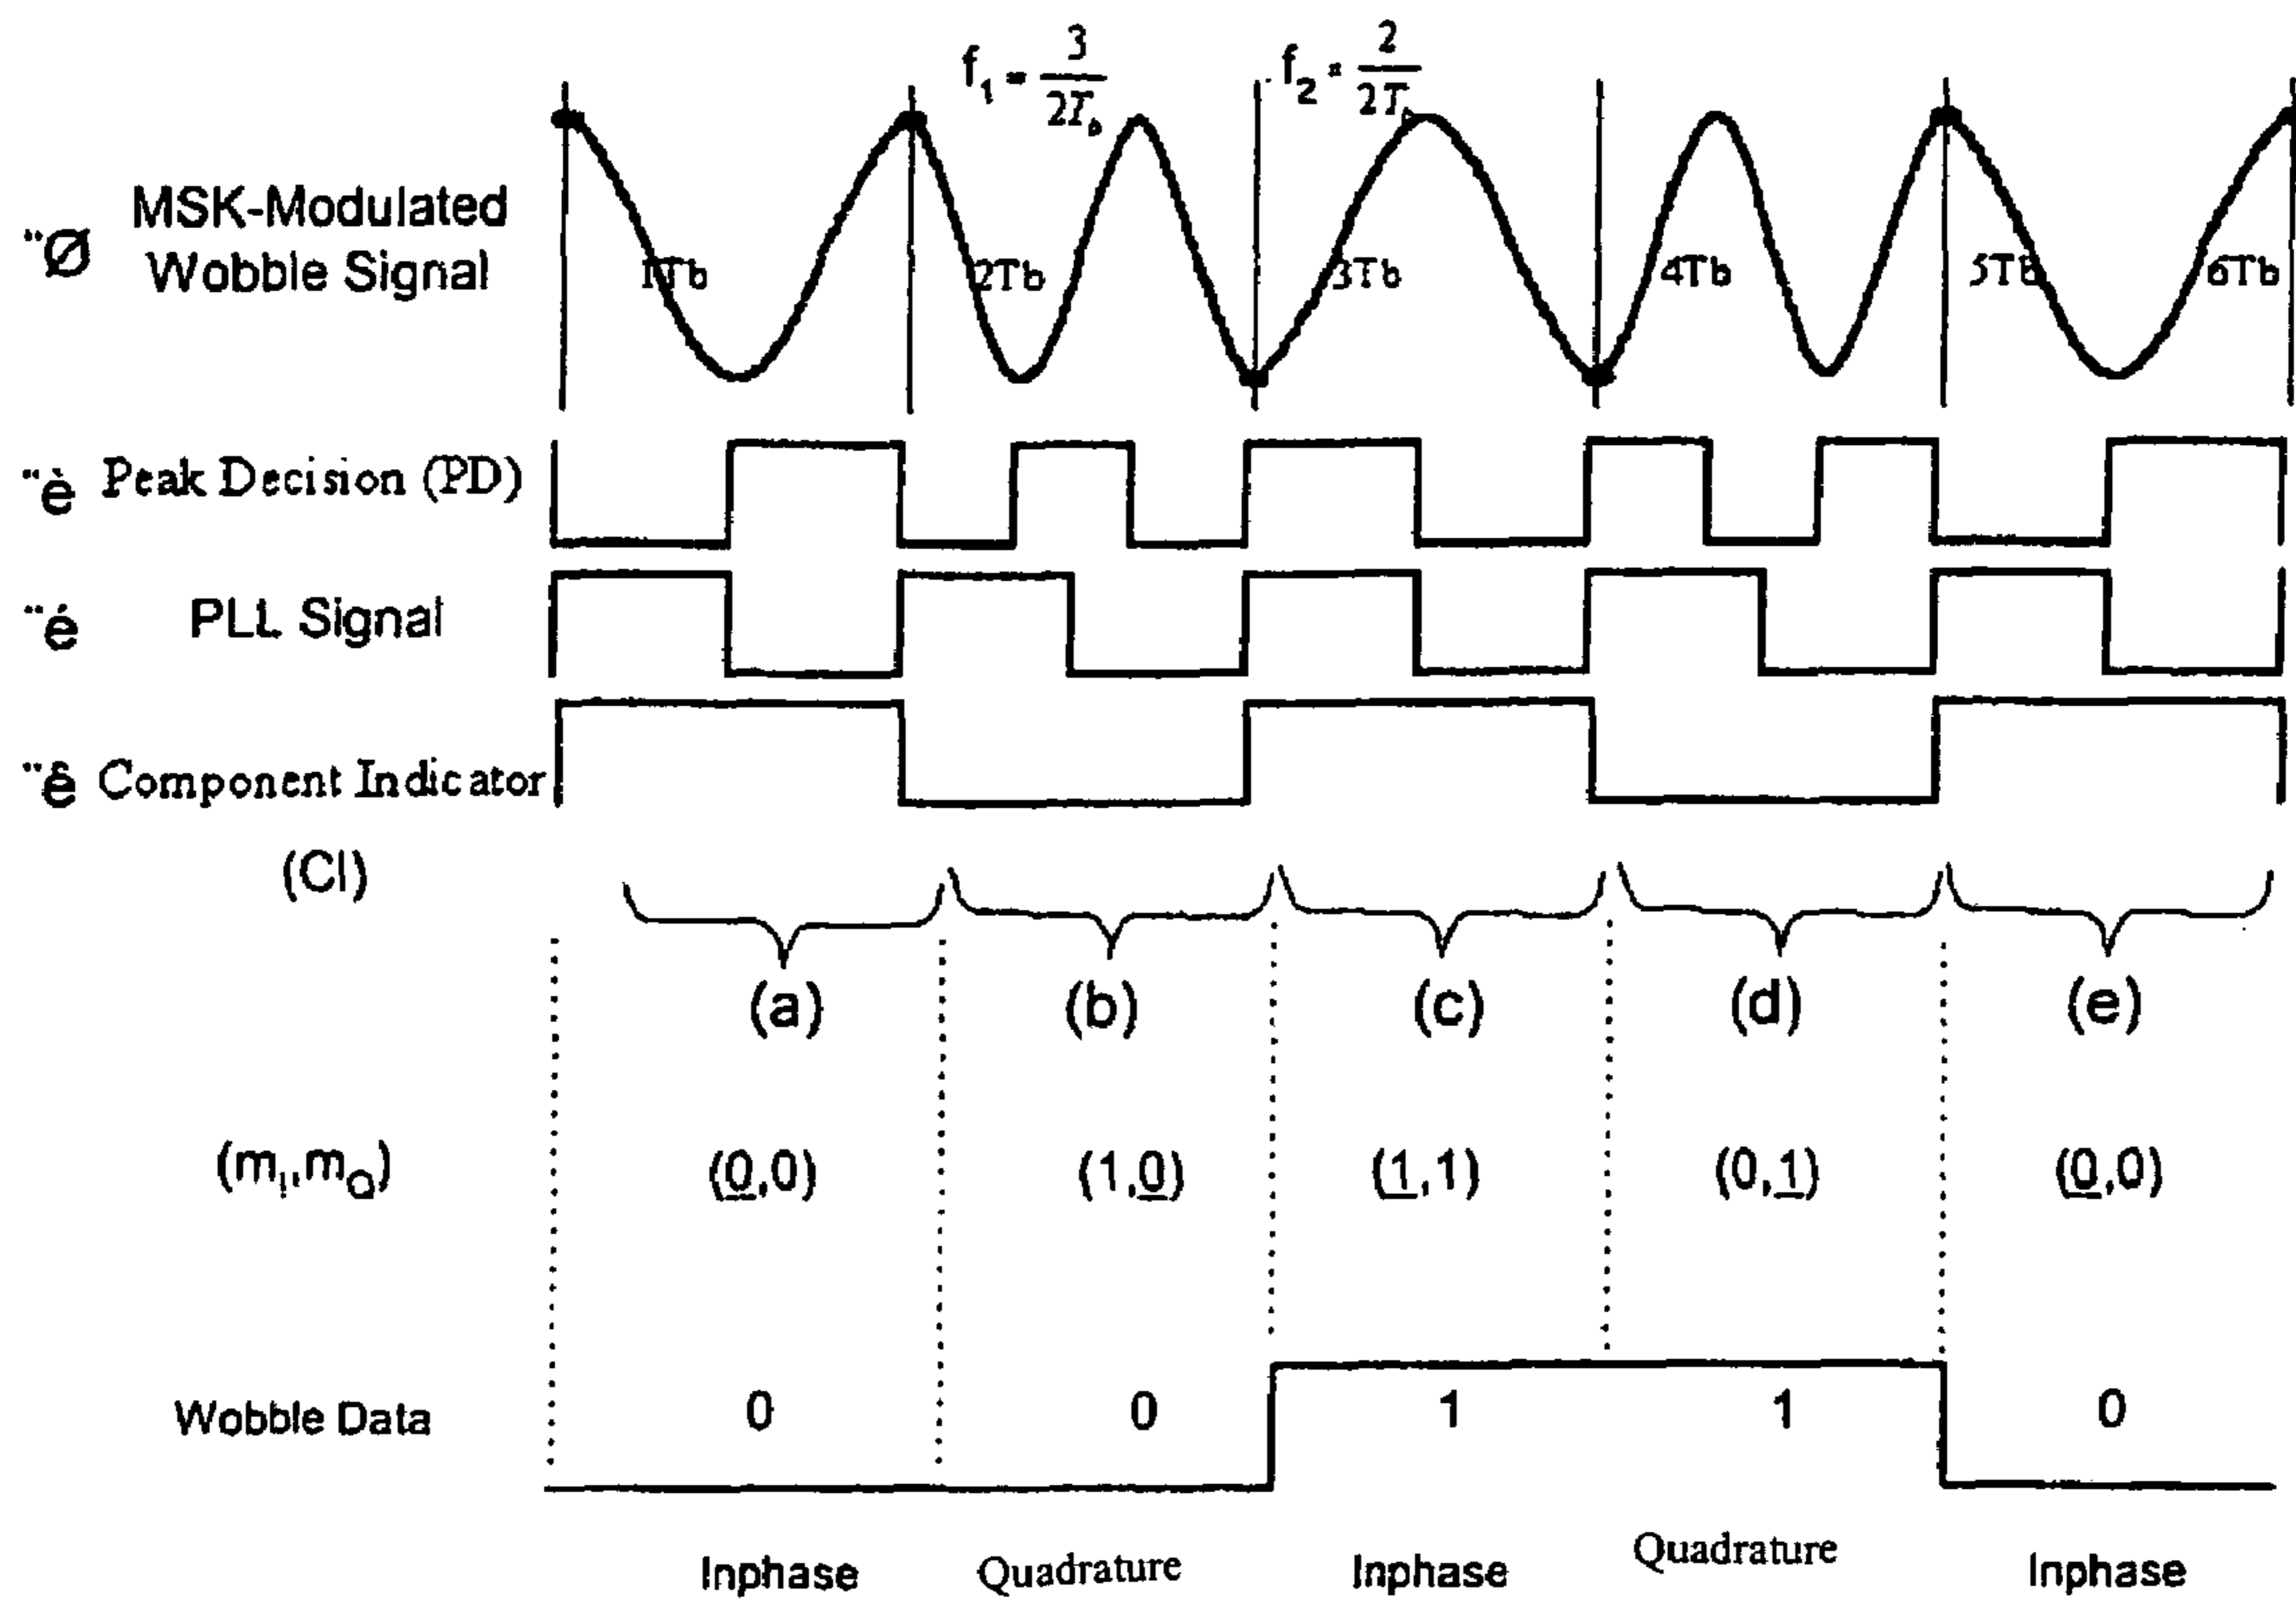 f1 = 3/2Tb
f2 = 2/2Tb
¨Ø MSK-Modulated
Wobble Signal
1Tb 2Tb 3Tb 4Tb 5Tb 6Tb
¨è Peak Decision (PD)
¨é PLL Signal
¨ê Component Indicator
(CI)
(a) (b) (c) (d) (e)
(mI,mQ) (0,0) (1,0) (1,1) (0,1) (0,0)
Wobble Data 0 0 1 1 0
Inphase Quadrature Inphase Quadrature Inphase